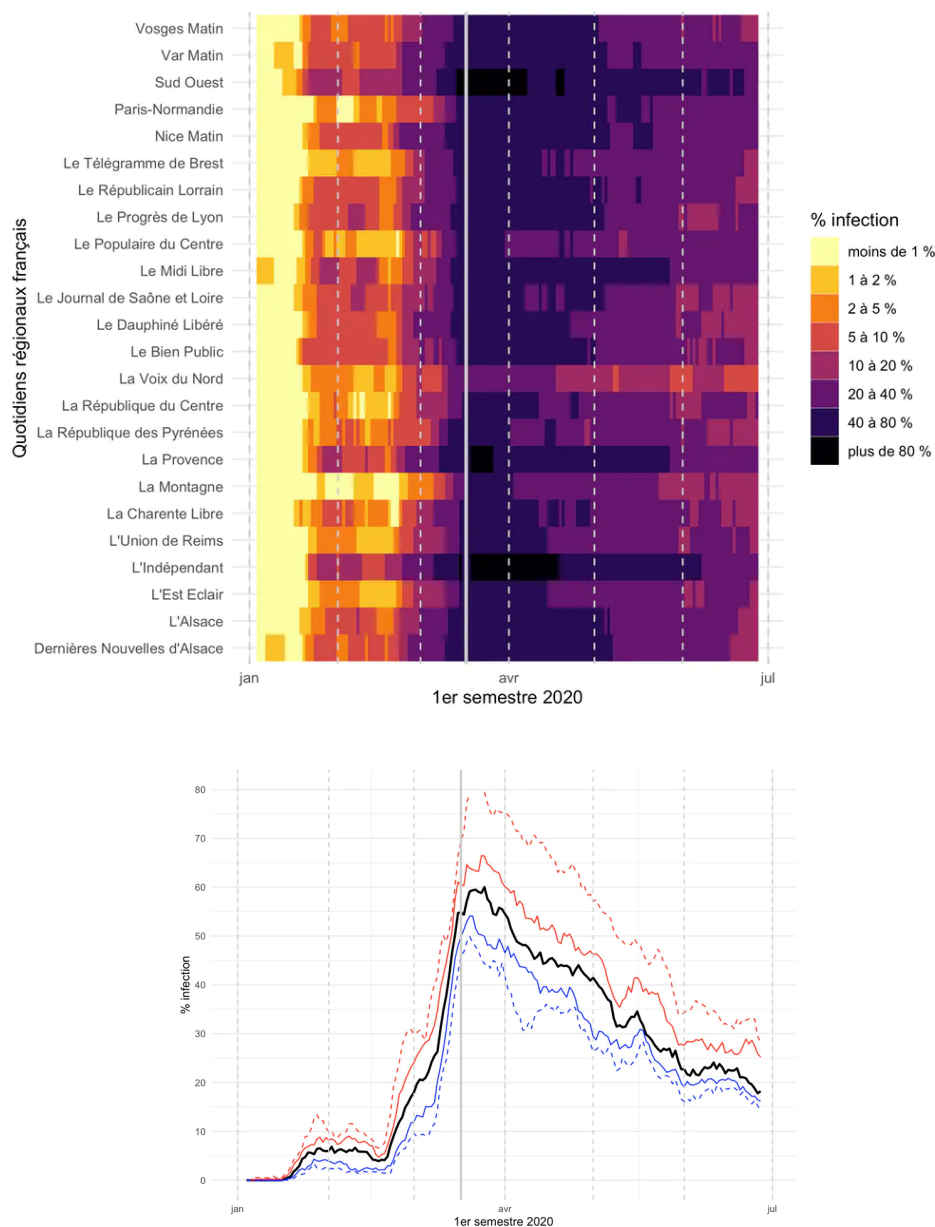 Quotidiens régionaux français
Vosges Matin
Var Matin
Sud Ouest
Paris-Normandie
Nice Matin
Le Télégramme de Brest
Le Républicain Lorrain
Le Progrès de Lyon
Le Populaire du Centre
Le Midi Libre
Le Journal de Saône et Loire
Le Dauphiné Libéré
Le Bien Public
La Voix du Nord
La République du Centre
La République des Pyrénées
La Provence
La Montagne
La Charente Libre
L'Union de Reims
L'Indépendant
L'Est Eclair
L'Alsace
Dernières Nouvelles d'Alsace
jan avr jul
1er semestre 2020
% infection
moins de 1 %
1 à 2 %
2 à 5 %
5 à 10 %
10 à 20 %
20 à 40 %
40 à 80 %
plus de 80 %
% infection
80
70
60
50
40
30
20
10
0
jan avr jul
1er semestre 2020